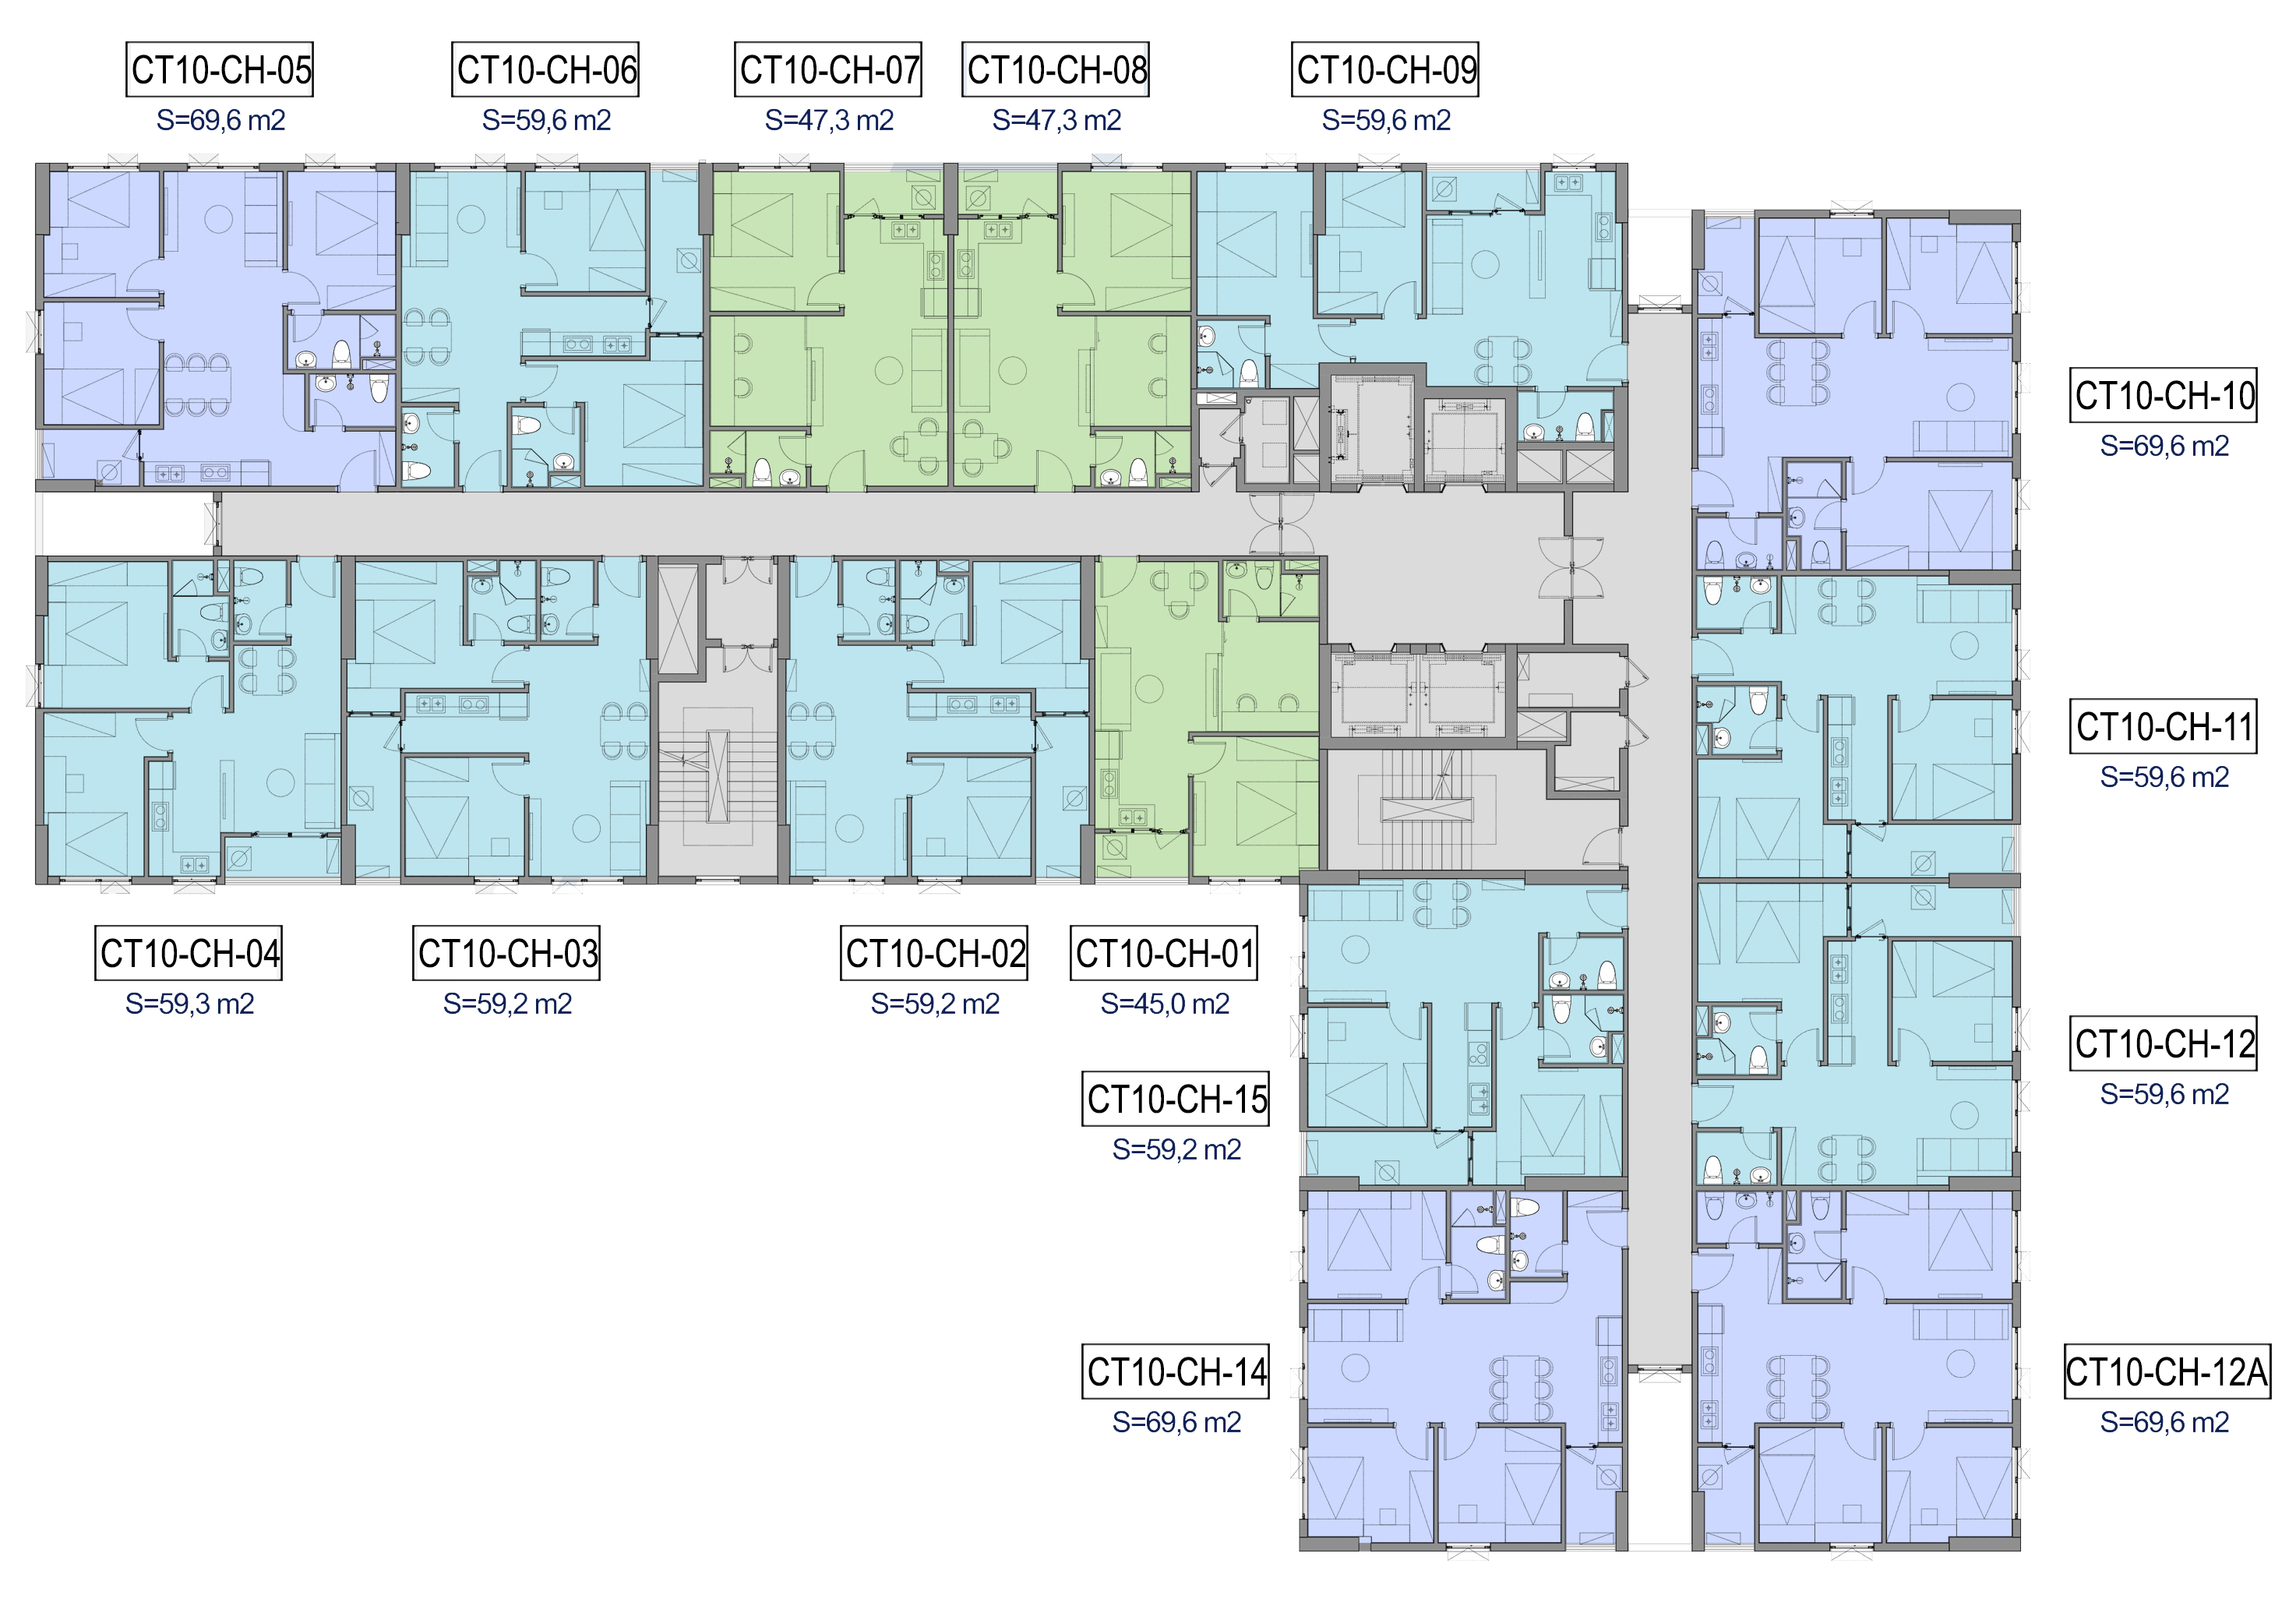 CT10-CH-05
S=69,6 m2
CT10-CH-06
S=59,6 m2
CT10-CH-07
S=47,3 m2
CT10-CH-08
S=47,3 m2
CT10-CH-09
S=59,6 m2
CT10-CH-10
S=69,6 m2
CT10-CH-11
S=59,6 m2
CT10-CH-04
S=59,3 m2
CT10-CH-03
S=59,2 m2
CT10-CH-02
S=59,2 m2
CT10-CH-01
S=45,0 m2
CT10-CH-12
S=59,6 m2
CT10-CH-15
S=59,2 m2
CT10-CH-14
S=69,6 m2
CT10-CH-12A
S=69,6 m2